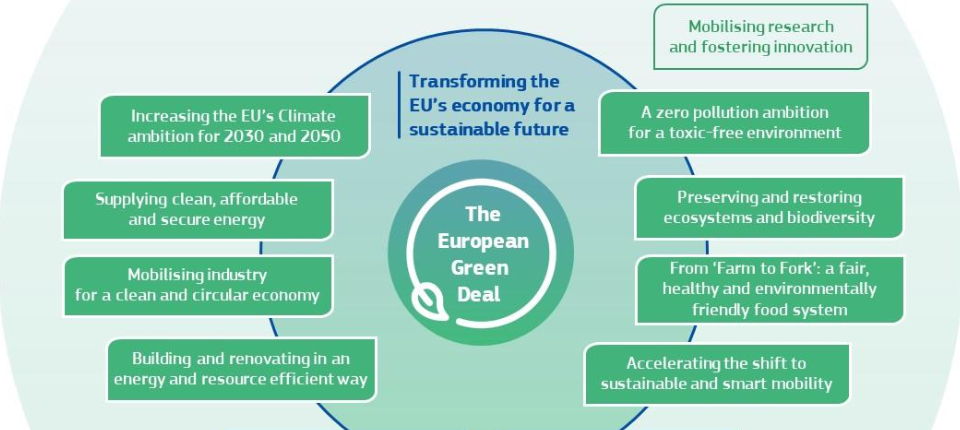 Mobilising research
and fostering innovation
Transforming the
EU's economy for a
sustainable future
Increasing the EU's Climate
ambition for 2030 and 2050
A zero pollution ambition
for a toxic-free environment
Supplying clean, affordable
and secure energy
Preserving and restoring
ecosystems and biodiversity
The
European
Green
Deal
Mobilising industry
for a clean and circular economy
From ‘Farm to Fork’: a fair,
healthy and environmentally
friendly food system
Building and renovating in an
energy and resource efficient way
Accelerating the shift to
sustainable and smart mobility